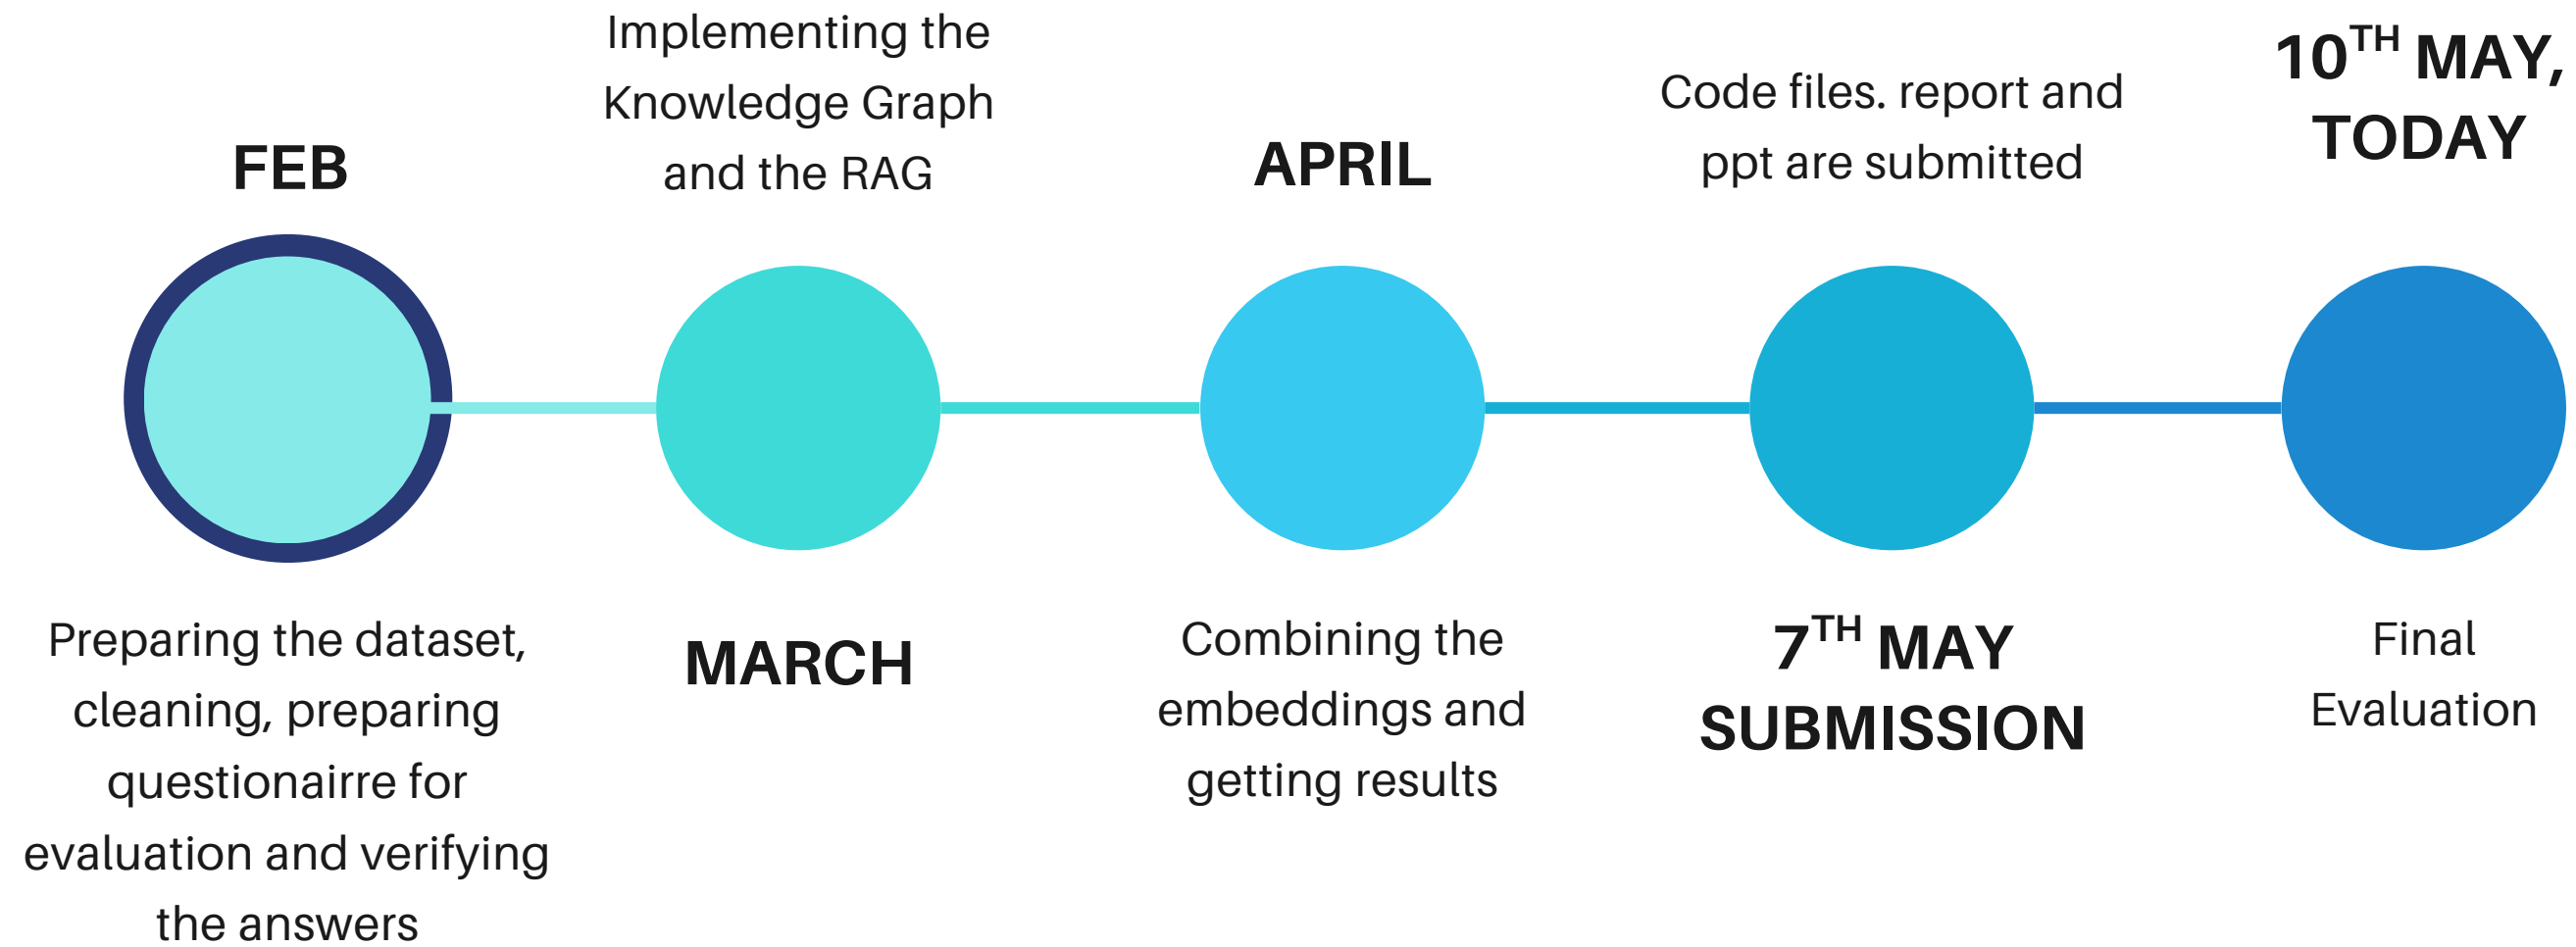 FEB
Preparing the dataset,
cleaning, preparing
questionairre for
evaluation and verifying
the answers
Implementing the
Knowledge Graph
and the RAG
MARCH
APRIL
Combining the
embeddings and
getting results
Code files. report and
ppt are submitted
7TH MAY
SUBMISSION
10TH MAY,
TODAY
Final
Evaluation